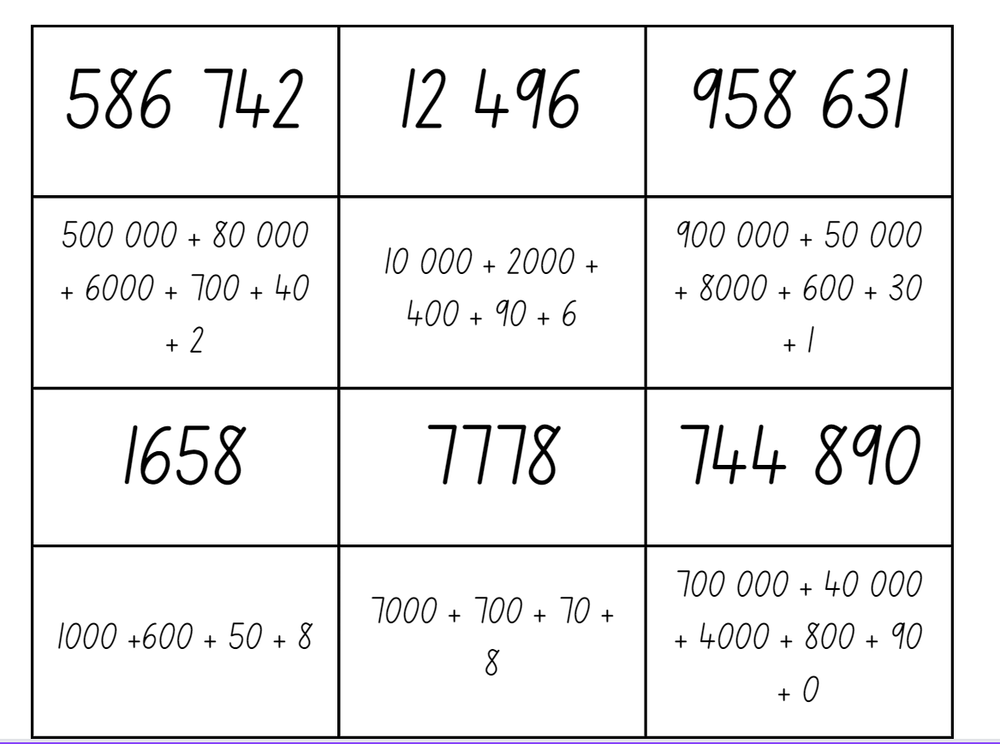 586 742
12 496
958 631
500 000 + 80 000
+ 6000 + 700 + 40
+ 2
10 000 + 2000 +
400 + 90 + 6
900 000 + 50 000
+ 8000 + 600 + 30
+ 1
1658
7778
744 890
1000 +600 + 50 + 8
7000 + 700 + 70 +
8
700 000 + 40 000
+ 4000 + 800 + 90
+ 0